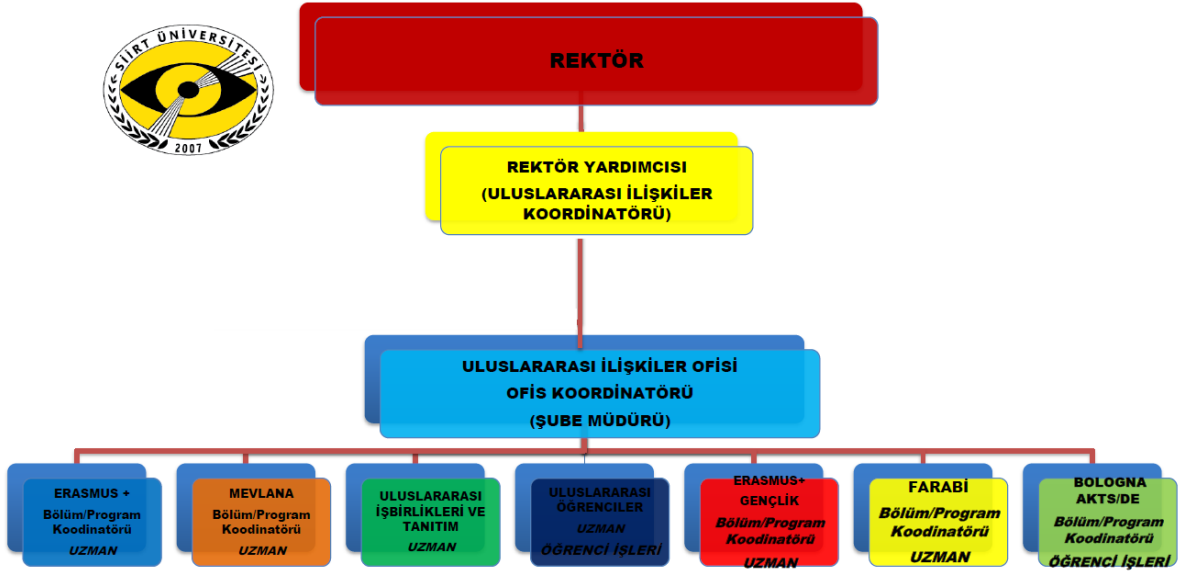 SİİRT ÜNİVERSİTESİ
2007
REKTÖR
REKTÖR YARDIMCISI
(ULUSLARARASI İLİŞKİLER
KOORDİNATÖRÜ)
ULUSLARARASI İLİŞKİLER OFİSİ
OFİS KOORDİNATÖRÜ
(ŞUBE MÜDÜRÜ)
ERASMUS +
Bölüm/Program
Koodinatörü
UZMAN
MEVLANA
Bölüm/Program
Koodinatörü
UZMAN
ULUSLARARASI
İŞBİRLİKLERİ VE
TANITIM
UZMAN
ULUSLARARASI
ÖĞRENCİLER
UZMAN
ÖĞRENCİ İŞLERİ
ERASMUS+
GENÇLİK
Bölüm/Program
Koodinatörü
UZMAN
FARABİ
Bölüm/Program
Koodinatörü
UZMAN
BOLOGNA
AKTS/DE
Bölüm/Program
Koodinatörü
ÖĞRENCİ İŞLERİ